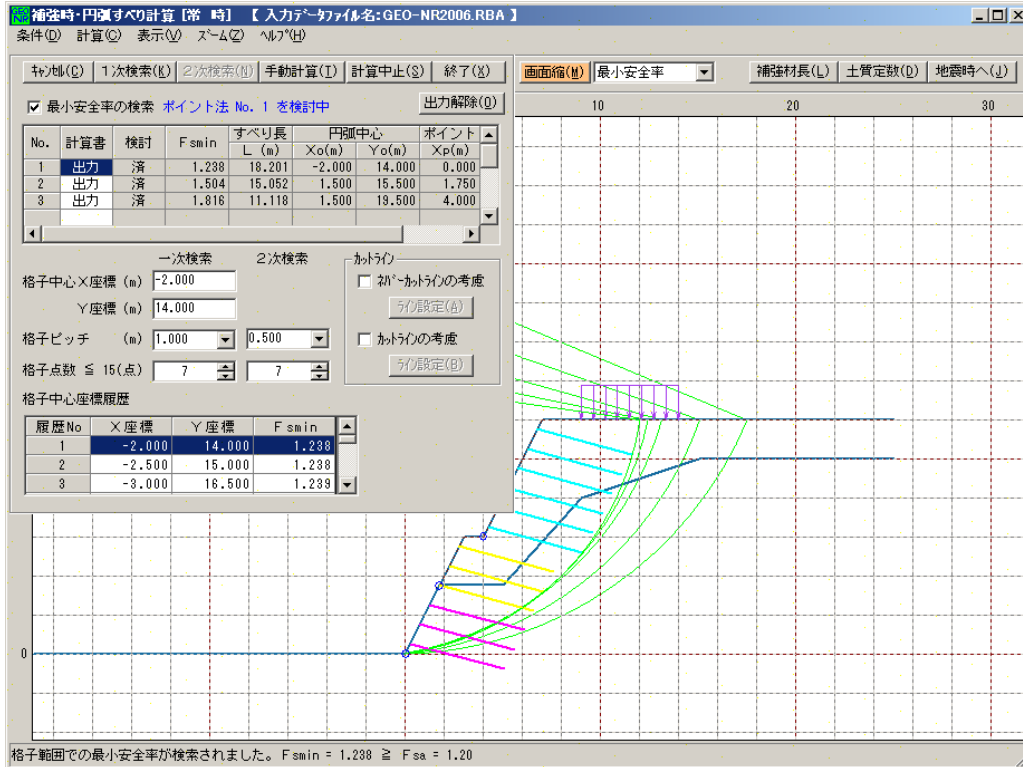 GEO NR 補強時・円弧すべり計算 [常 時] 【 入力ﾃﾞｰﾀﾌｧｲﾙ名:GEO-NR2006.RBA 】
条件(D) 計算(C) 表示(V) ｽﾞｰﾑ(Z) ﾍﾙﾌﾟ(H)
ｷｬﾝｾﾙ(C) 1次検索(K) 2次検索(N) 手動計算(T) 計算中止(S) 終了(X) 画面縮(M) 最小安全率 補強材長(L) 土質定数(D) 地震時へ(J)
最小安全率の検索 ポイント法 No. 1 を検討中 出力解除(O)
10 20 30
No. 計算書 検討 Fsmin すべり長 L (m) 円弧中心 Xo(m) Yo(m) ポイント Xp(m)
1 出力 済 1.238 18.201 -2.000 14.000 0.000
2 出力 済 1.504 15.052 1.500 15.500 1.750
3 出力 済 1.816 11.118 1.500 19.500 4.000
一次検索 2次検索 ｶｯﾄﾗｲﾝ
格子中心X座標 (m) -2.000 ﾈﾊﾞｰｶｯﾄﾗｲﾝの考慮
Y座標 (m) 14.000 ﾗｲﾝ設定(A)
格子ピッチ (m) 1.000 0.500 ｶｯﾄﾗｲﾝの考慮
格子点数 ≦ 15(点) 7 7 ﾗｲﾝ設定(B)
格子中心座標履歴
履歴No X座標 Y座標 Fsmin
1 -2.000 14.000 1.238
2 -2.500 15.000 1.238
3 -3.000 16.500 1.239
0
格子範囲での最小安全率が検索されました。Fsmin = 1.238 ≧ Fsa = 1.20